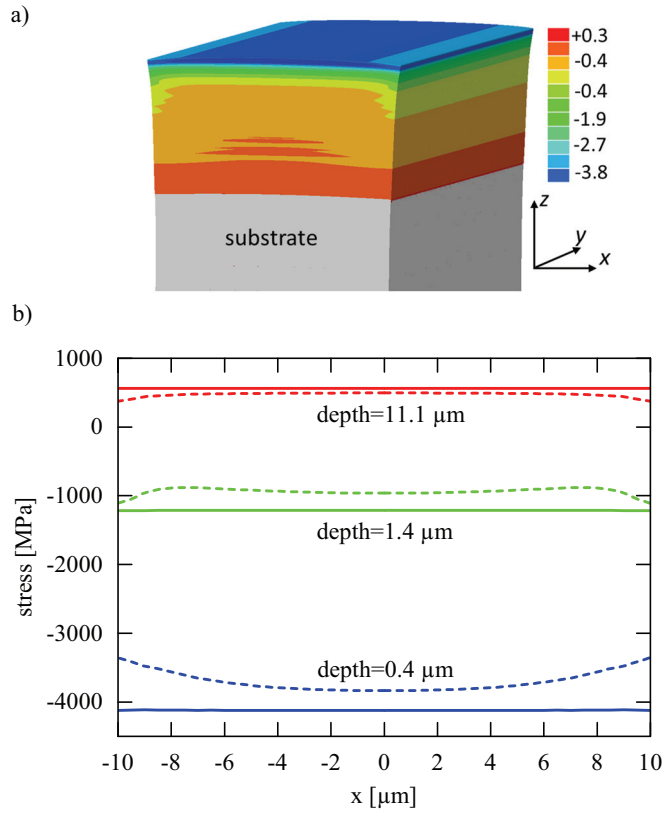 a)
+0.3
-0.4
-0.4
-1.9
-2.7
-3.8
substrate
z
y
x
b)
1000
0
-1000
-2000
-3000
-4000
stress [MPa]
depth=11.1 µm
depth=1.4 µm
depth=0.4 µm
-10 -8 -6 -4 -2 0 2 4 6 8 10
x [µm]